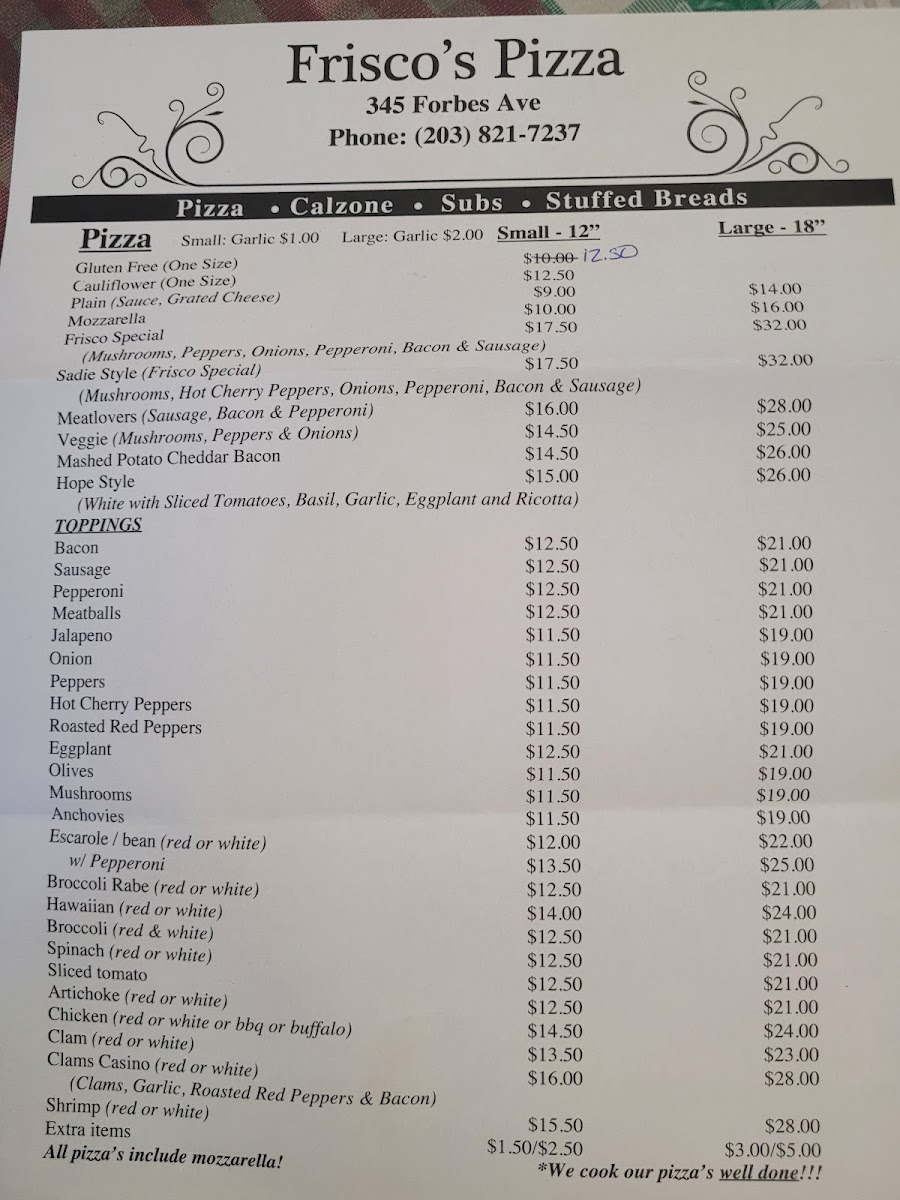 Frisco's Pizza
345 Forbes Ave
Phone: (203) 821-7237
Pizza • Calzone • Subs • Stuffed Breads
Pizza Small: Garlic $1.00 Large: Garlic $2.00 Small - 12” Large - 18”
Gluten Free (One Size) $10.00 12.50
Cauliflower (One Size) $12.50
Plain (Sauce, Grated Cheese) $9.00 $14.00
Mozzarella $10.00 $16.00
Frisco Special $17.50 $32.00
(Mushrooms, Peppers, Onions, Pepperoni, Bacon & Sausage)
Sadie Style (Frisco Special) $17.50 $32.00
(Mushrooms, Hot Cherry Peppers, Onions, Pepperoni, Bacon & Sausage)
Meatlovers (Sausage, Bacon & Pepperoni) $16.00 $28.00
Veggie (Mushrooms, Peppers & Onions) $14.50 $25.00
Mashed Potato Cheddar Bacon $14.50 $26.00
Hope Style $15.00 $26.00
(White with Sliced Tomatoes, Basil, Garlic, Eggplant and Ricotta)
TOPPINGS
Bacon $12.50 $21.00
Sausage $12.50 $21.00
Pepperoni $12.50 $21.00
Meatballs $12.50 $21.00
Jalapeno $11.50 $19.00
Onion $11.50 $19.00
Peppers $11.50 $19.00
Hot Cherry Peppers $11.50 $19.00
Roasted Red Peppers $11.50 $19.00
Eggplant $12.50 $21.00
Olives $11.50 $19.00
Mushrooms $11.50 $19.00
Anchovies $11.50 $19.00
Escarole / bean (red or white) $12.00 $22.00
w/ Pepperoni $13.50 $25.00
Broccoli Rabe (red or white) $12.50 $21.00
Hawaiian (red or white) $14.00 $24.00
Broccoli (red & white) $12.50 $21.00
Spinach (red or white) $12.50 $21.00
Sliced tomato $12.50 $21.00
Artichoke (red or white) $12.50 $21.00
Chicken (red or white or bbq or buffalo) $14.50 $24.00
Clam (red or white) $13.50 $23.00
Clams Casino (red or white) $16.00 $28.00
(Clams, Garlic, Roasted Red Peppers & Bacon)
Shrimp (red or white) $15.50 $28.00
Extra items $1.50/$2.50 $3.00/$5.00
All pizza's include mozzarella! *We cook our pizza's well done!!!